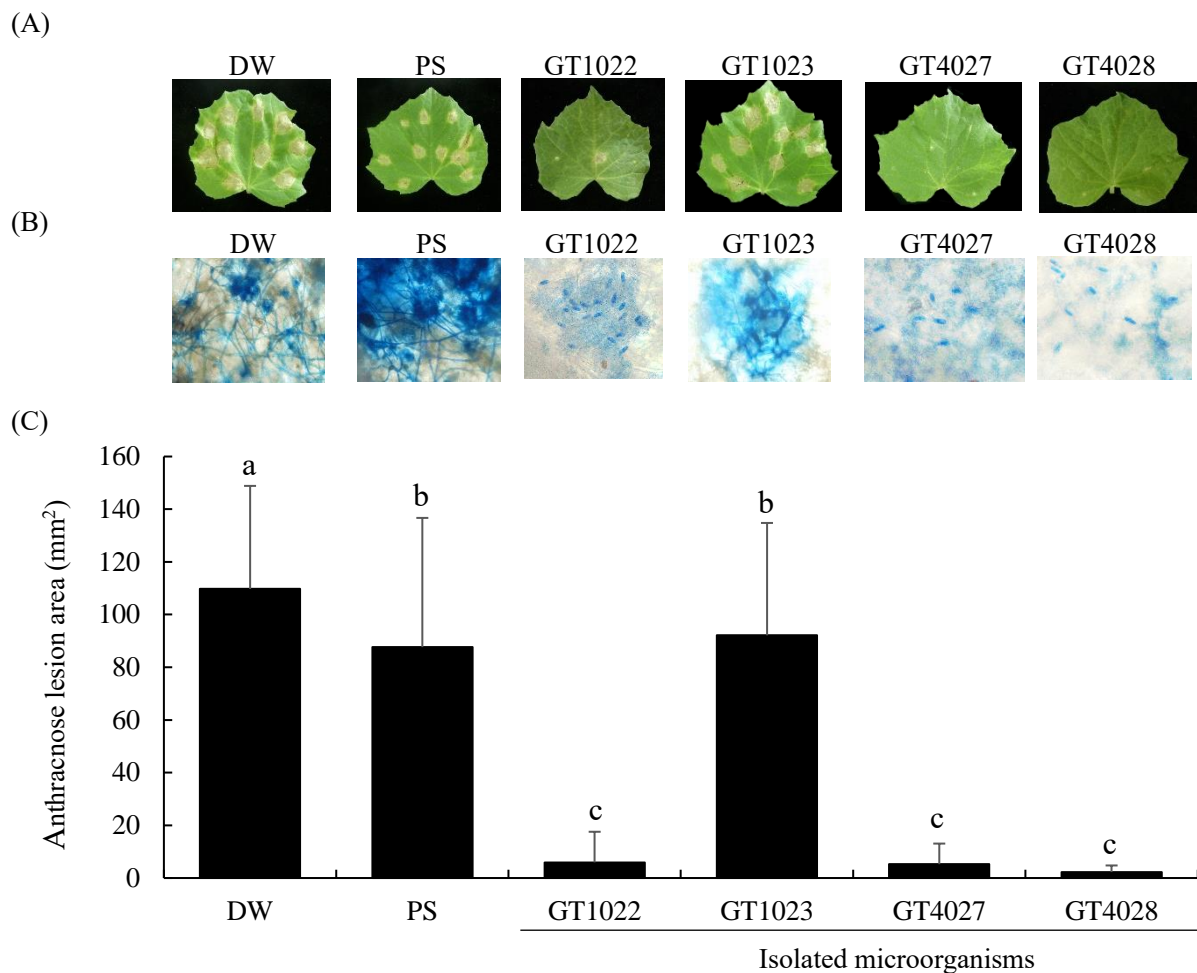 (A)
DW PS GT1022 GT1023 GT4027 GT4028
(B)
DW PS GT1022 GT1023 GT4027 GT4028
(C)
Anthracnose lesion area (mm²)
160
140
120
100
80
60
40
20
0
a b c b c c
DW PS GT1022 GT1023 GT4027 GT4028
Isolated microorganisms